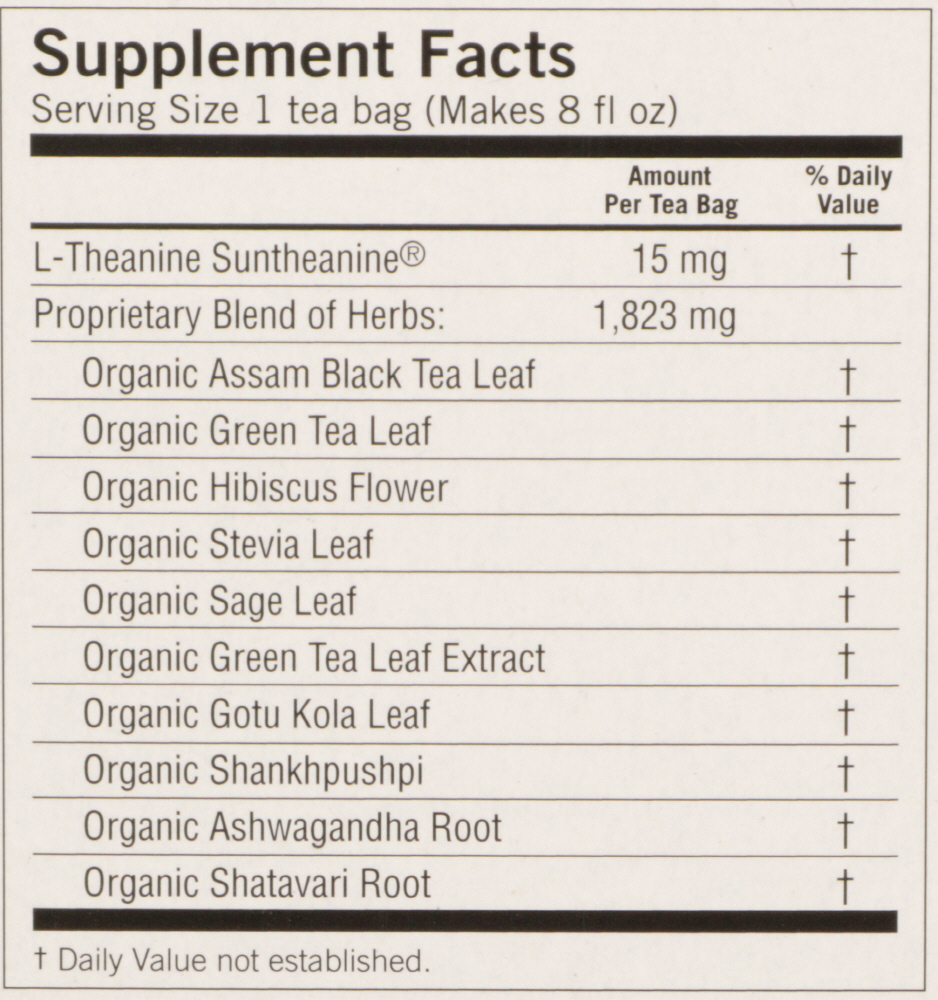 Supplement Facts
Serving Size 1 tea bag (Makes 8 fl oz)
Amount Per Tea Bag % Daily Value
L-Theanine Suntheanine® 15 mg †
Proprietary Blend of Herbs: 1,823 mg
Organic Assam Black Tea Leaf †
Organic Green Tea Leaf †
Organic Hibiscus Flower †
Organic Stevia Leaf †
Organic Sage Leaf †
Organic Green Tea Leaf Extract †
Organic Gotu Kola Leaf †
Organic Shankhpushpi †
Organic Ashwagandha Root †
Organic Shatavari Root †
† Daily Value not established.